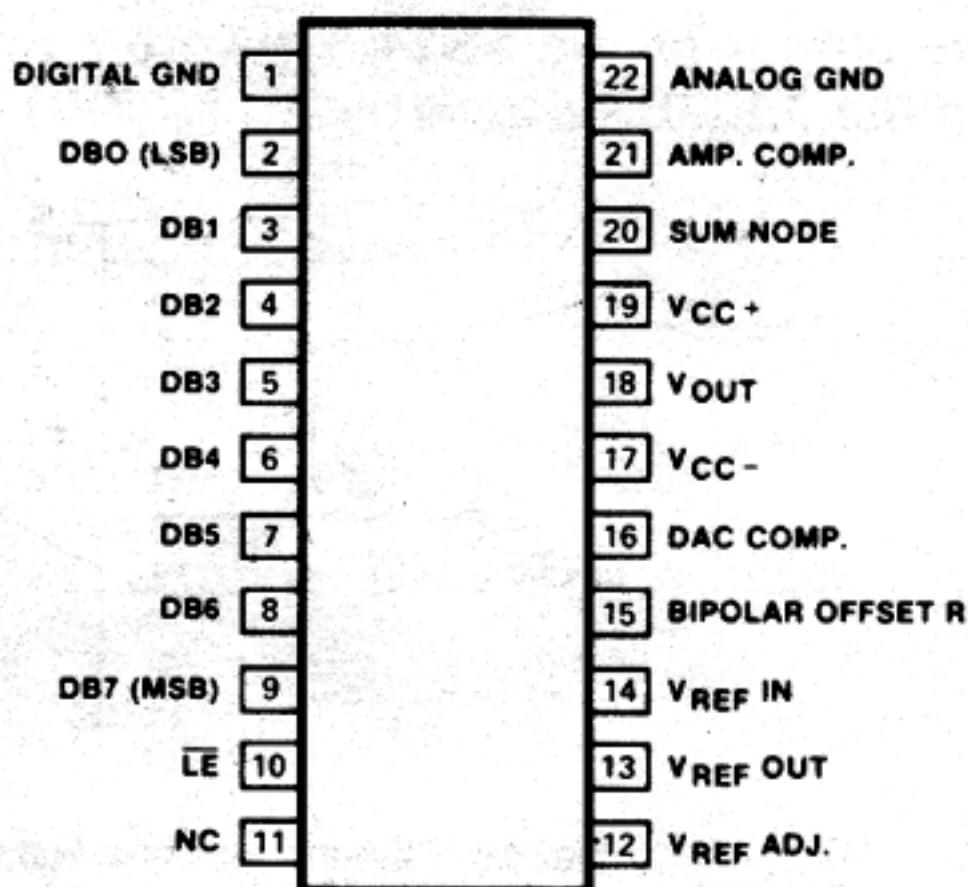 DIGITAL GND 1
22 ANALOG GND
DB0 (LSB) 2
21 AMP. COMP.
DB1 3
20 SUM NODE
DB2 4
19 VCC +
DB3 5
18 VOUT
DB4 6
17 VCC -
DB5 7
16 DAC COMP.
DB6 8
15 BIPOLAR OFFSET R
DB7 (MSB) 9
14 VREF IN
L̅E̅ 10
13 VREF OUT
NC 11
12 VREF ADJ.